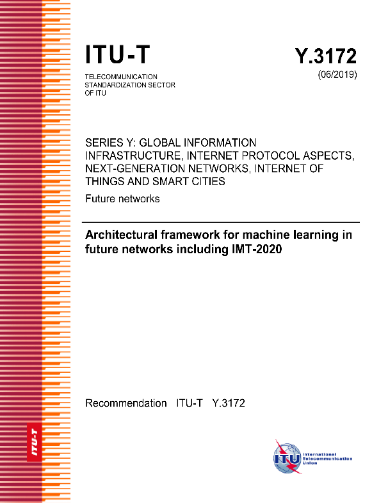 ITU-T
Y.3172
TELECOMMUNICATION
STANDARDIZATION SECTOR
OF ITU
(06/2019)
SERIES Y: GLOBAL INFORMATION
INFRASTRUCTURE, INTERNET PROTOCOL ASPECTS,
NEXT-GENERATION NETWORKS, INTERNET OF
THINGS AND SMART CITIES
Future networks
Architectural framework for machine learning in
future networks including IMT-2020
Recommendation ITU-T Y.3172
ITU-T
ITU
International
Telecommunication
Union